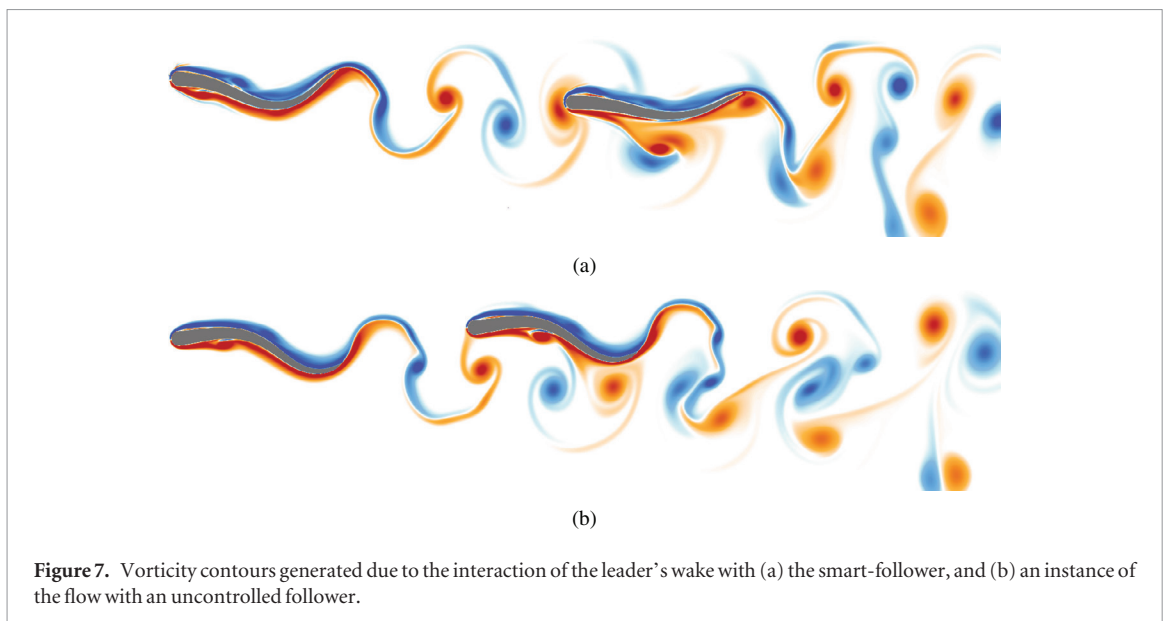 (a)
(b)
Figure 7. Vorticity contours generated due to the interaction of the leader's wake with (a) the smart-follower, and (b) an instance of
the flow with an uncontrolled follower.